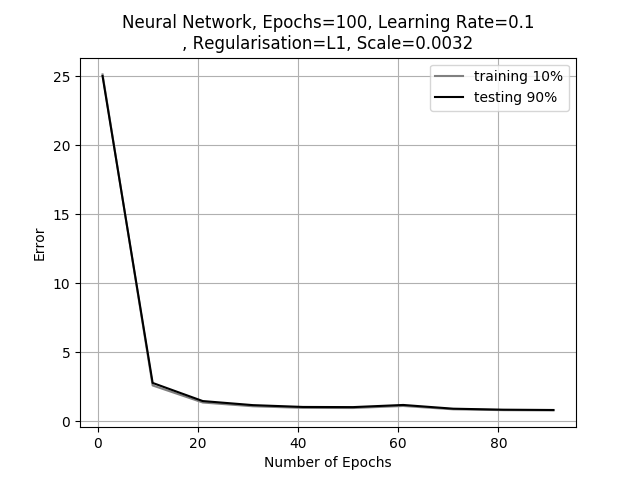 Neural Network, Epochs=100, Learning Rate=0.1
, Regularisation=L1, Scale=0.0032
training 10%
testing 90%
25
20
15
10
5
0
Error
0 20 40 60 80
Number of Epochs